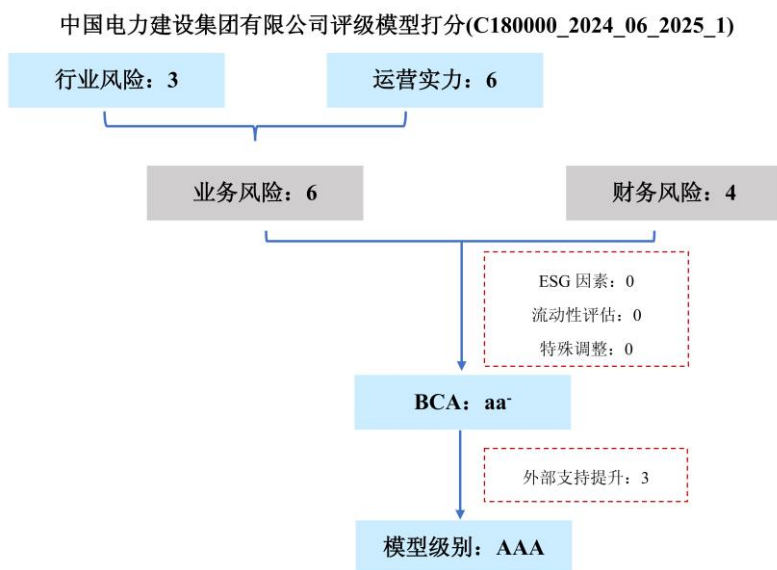 中国电力建设集团有限公司评级模型打分(C180000_2024_06_2025_1)
行业风险：3
运营实力：6
业务风险：6
财务风险：4
ESG 因素：0
流动性评估：0
特殊调整：0
BCA：aa-
外部支持提升：3
模型级别：AAA